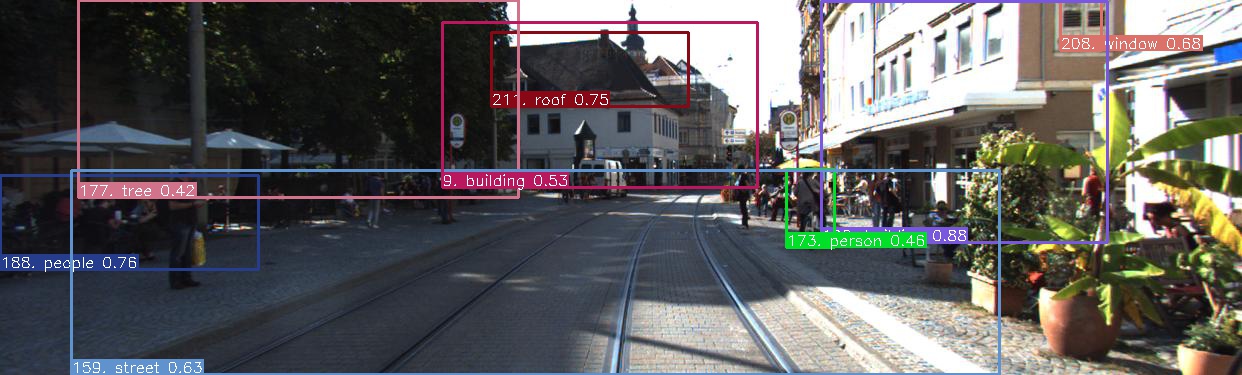 208. window 0.68
211. roof 0.75
H
H
9. building 0.53
177. tree 0.42
building 0.88
173. person 0.46
188. people 0.76
159. street 0.63